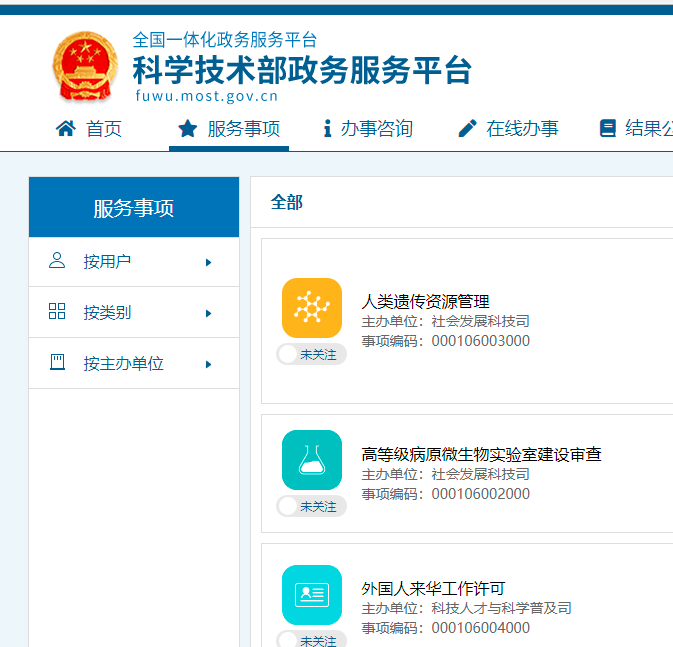 全国一体化政务服务平台
科学技术部政务服务平台
fuwu.most.gov.cn
首页 服务事项 办事咨询 在线办事 结果公
服务事项
按用户
按类别
按主办单位
全部
人类遗传资源管理
主办单位：社会发展科技司
事项编码：000106003000
未关注
高等级病原微生物实验室建设审查
主办单位：社会发展科技司
事项编码：000106002000
未关注
外国人来华工作许可
主办单位：科技人才与科学普及司
事项编码：000106004000
未关注